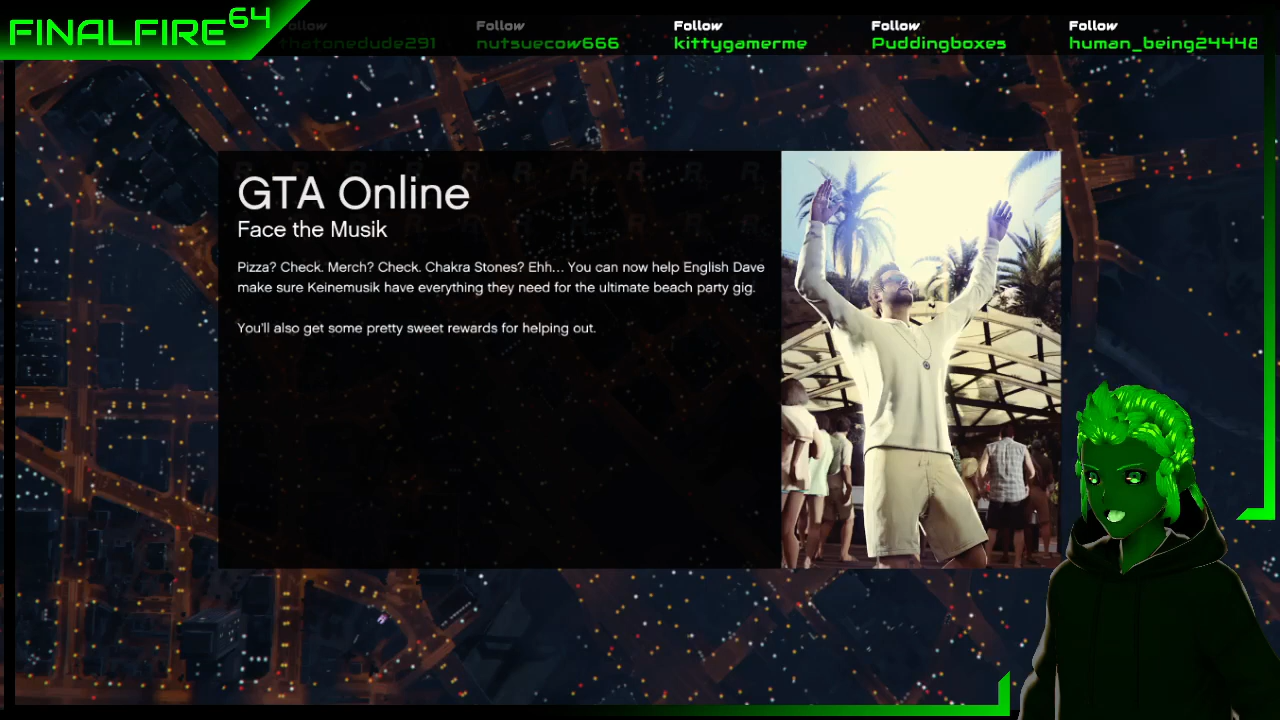 FINALFIRE64
Follow Follow Follow Follow
thatonedude291 nutsuecow666 kittygamerme Puddingboxes human_being24448
GTA Online
Face the Musik
Pizza? Check. Merch? Check. Chakra Stones? Ehh... You can now help English Dave
make sure Keinemusik have everything they need for the ultimate beach party gig.
You'll also get some pretty sweet rewards for helping out.